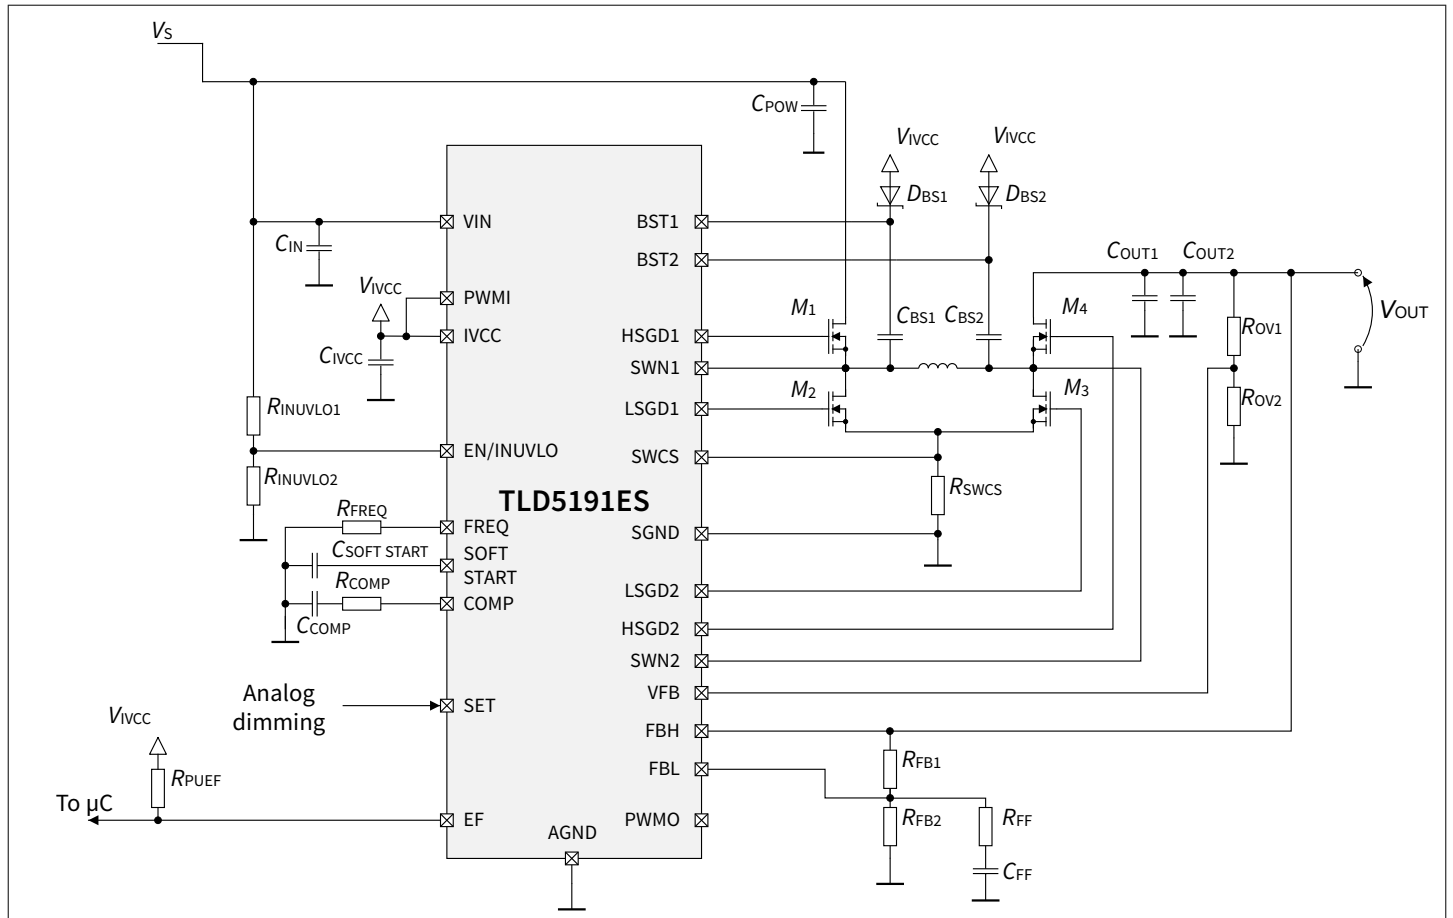 VS
CPOW
VIVCC
VIVCC
DBS1
DBS2
VIN
BST1
CIN
BST2
COUT1
COUT2
VIVCC
PWMI
M1
CBS1
CBS2
M4
VOUT
IVCC
HSGD1
ROV1
CIVCC
SWN1
M2
M3
RINUVLO1
LSGD1
ROV2
EN/INUVLO
SWCS
RINUVLO2
RSWCS
TLD5191ES
RFREQ
FREQ
SGND
CSOFT START
SOFT
START
RCOMP
LSGD2
COMP
CCOMP
HSGD2
SWN2
Analog
dimming
SET
VFB
VIVCC
FBH
RFB1
FBL
RPUEF
To µC
EF
AGND
PWMO
RFB2
RFF
CFF